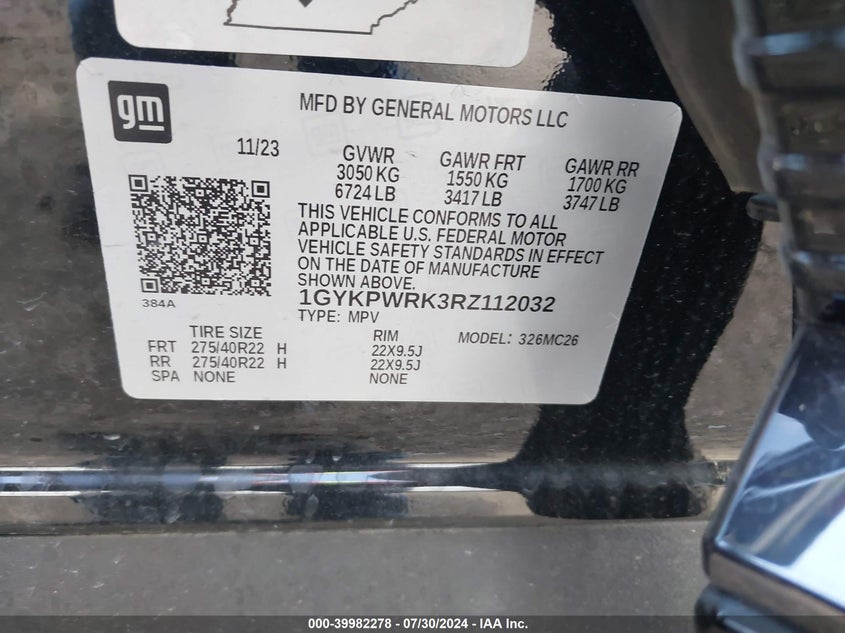 gm
MFD BY GENERAL MOTORS LLC
11/23 GVWR GAWR FRT GAWR RR
3050 KG 1550 KG 1700 KG
6724 LB 3417 LB 3747 LB
THIS VEHICLE CONFORMS TO ALL
APPLICABLE U.S. FEDERAL MOTOR
VEHICLE SAFETY STANDARDS IN EFFECT
ON THE DATE OF MANUFACTURE
SHOWN ABOVE.
384A
1GYKPWRK3RZ112032
TYPE: MPV
TIRE SIZE RIM MODEL: 326MC26
FRT 275/40R22 H 22X9.5J
RR 275/40R22 H 22X9.5J
SPA NONE NONE
000-39982278 - 07/30/2024 - IAA Inc.